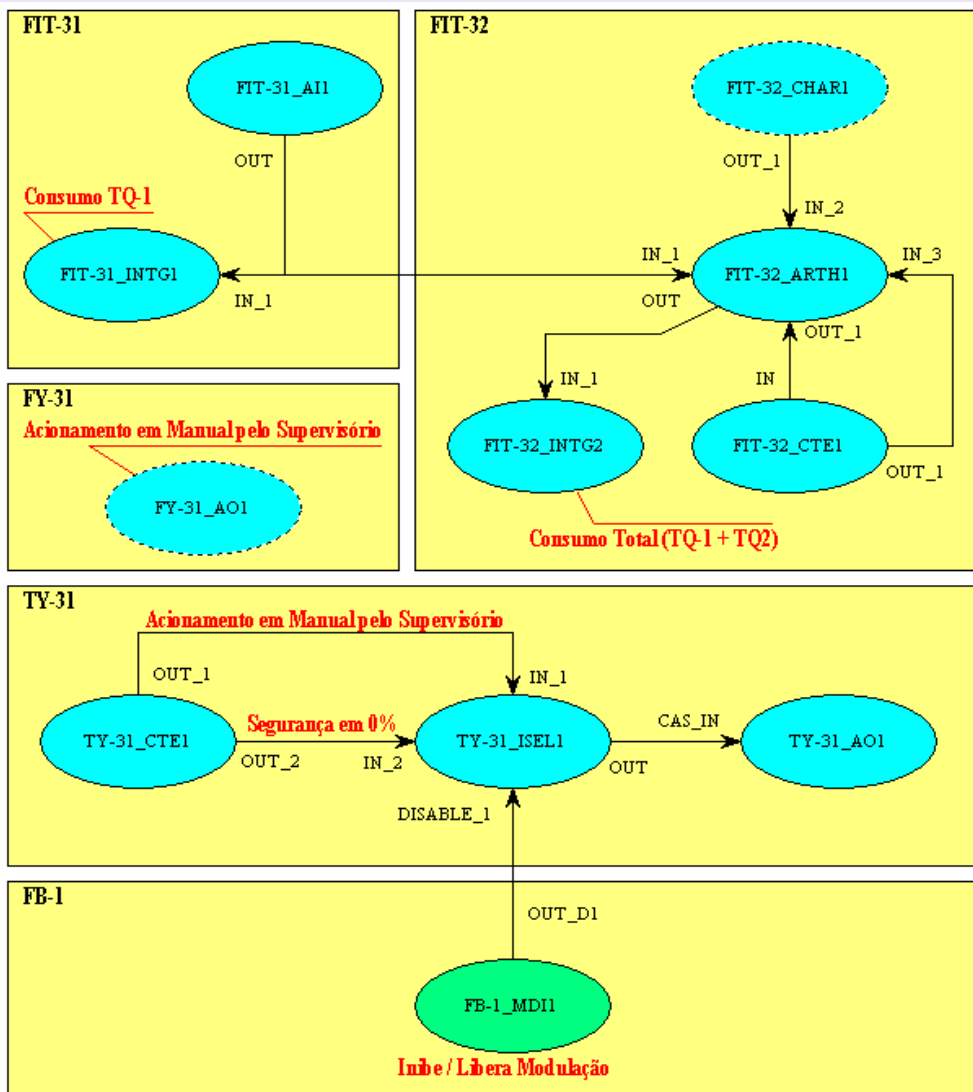 FIT-31
FIT-31_AI1
OUT
Consumo TQ-1
FIT-31_INTG1
IN_1
FIT-32
FIT-32_CHAR1
OUT_1
IN_2
IN_1
IN_3
FIT-32_ARTH1
OUT
OUT_1
IN_1
IN
FIT-32_INTG2
FIT-32_CTE1
OUT_1
Consumo Total (TQ-1 + TQ2)
FY-31
Acionamento em Manual pelo Supervisório
FY-31_AO1
TY-31
Acionamento em Manual pelo Supervisório
OUT_1
IN_1
TY-31_CTE1
Segurança em 0%
OUT_2
IN_2
TY-31_ISEL1
CAS_IN
OUT
TY-31_AO1
DISABLE_1
FB-1
OUT_D1
FB-1_MDI1
Inibe / Libera Modulação